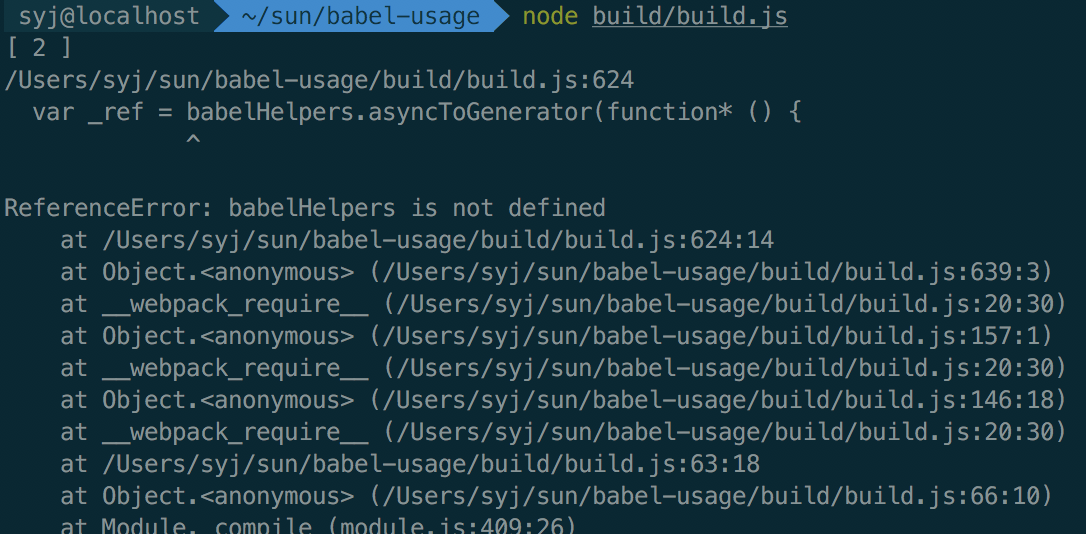 syj@localhost ~/sun/babel-usage node build/build.js
[ 2 ]
/Users/syj/sun/babel-usage/build/build.js:624
  var _ref = babelHelpers.asyncToGenerator(function* () {
             ^
ReferenceError: babelHelpers is not defined
    at /Users/syj/sun/babel-usage/build/build.js:624:14
    at Object.<anonymous> (/Users/syj/sun/babel-usage/build/build.js:639:3)
    at __webpack_require__ (/Users/syj/sun/babel-usage/build/build.js:20:30)
    at Object.<anonymous> (/Users/syj/sun/babel-usage/build/build.js:157:1)
    at __webpack_require__ (/Users/syj/sun/babel-usage/build/build.js:20:30)
    at Object.<anonymous> (/Users/syj/sun/babel-usage/build/build.js:146:18)
    at __webpack_require__ (/Users/syj/sun/babel-usage/build/build.js:20:30)
    at /Users/syj/sun/babel-usage/build/build.js:63:18
    at Object.<anonymous> (/Users/syj/sun/babel-usage/build/build.js:66:10)
    at Module._compile (module.js:409:26)